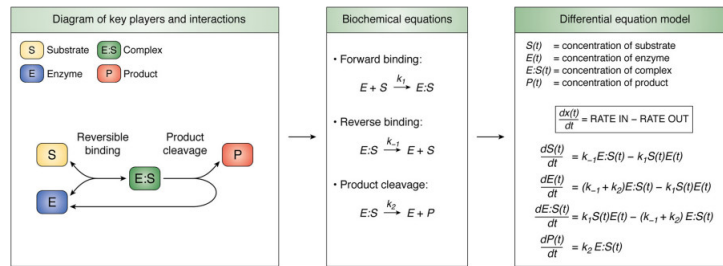 Diagram of key players and interactions
S Substrate E:S Complex
E Enzyme P Product
Reversible binding
Product cleavage
S
E:S
P
E
Biochemical equations
• Forward binding:
E + S —k₁→ E:S
• Reverse binding:
E:S —k₋₁→ E + S
• Product cleavage:
E:S —k₂→ E + P
Differential equation model
S(t) = concentration of substrate
E(t) = concentration of enzyme
E:S(t) = concentration of complex
P(t) = concentration of product
dx(t)/dt = RATE IN − RATE OUT
dS(t)/dt = k₋₁E:S(t) − k₁S(t)E(t)
dE(t)/dt = (k₋₁ + k₂)E:S(t) − k₁S(t)E(t)
dE:S(t)/dt = k₁S(t)E(t) − (k₋₁ + k₂) E:S(t)
dP(t)/dt = k₂ E:S(t)